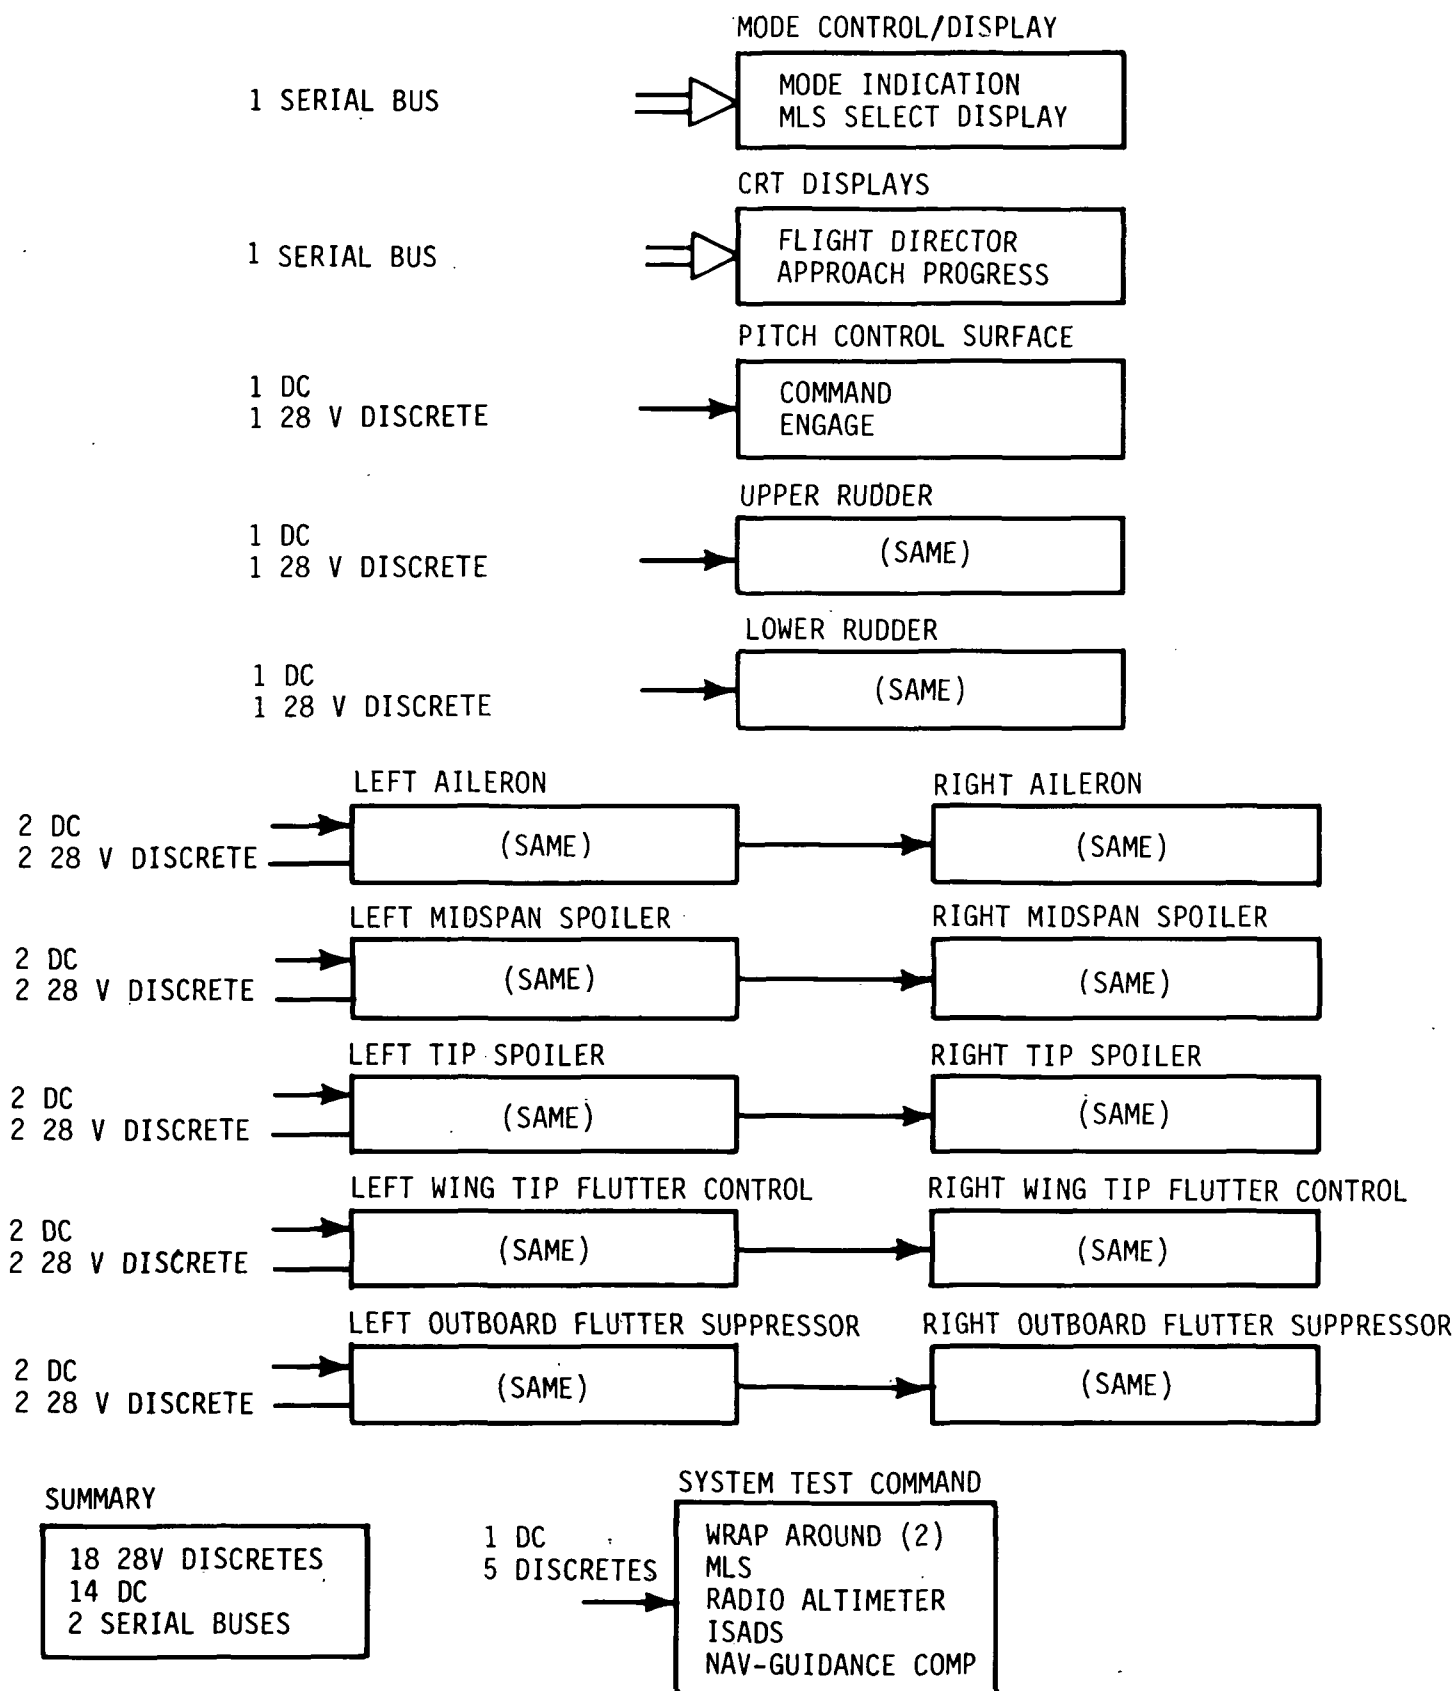 MODE CONTROL/DISPLAY
1 SERIAL BUS
MODE INDICATION
MLS SELECT DISPLAY
CRT DISPLAYS
1 SERIAL BUS
FLIGHT DIRECTOR
APPROACH PROGRESS
PITCH CONTROL SURFACE
1 DC
1 28 V DISCRETE
COMMAND
ENGAGE
UPPER RUDDER
1 DC
1 28 V DISCRETE
(SAME)
LOWER RUDDER
1 DC
1 28 V DISCRETE
(SAME)
LEFT AILERON
RIGHT AILERON
2 DC
2 28 V DISCRETE
(SAME)
(SAME)
LEFT MIDSPAN SPOILER
RIGHT MIDSPAN SPOILER
2 DC
2 28 V DISCRETE
(SAME)
(SAME)
LEFT TIP SPOILER
RIGHT TIP SPOILER
2 DC
2 28 V DISCRETE
(SAME)
(SAME)
LEFT WING TIP FLUTTER CONTROL
RIGHT WING TIP FLUTTER CONTROL
2 DC
2 28 V DISCRETE
(SAME)
(SAME)
LEFT OUTBOARD FLUTTER SUPPRESSOR
RIGHT OUTBOARD FLUTTER SUPPRESSOR
2 DC
2 28 V DISCRETE
(SAME)
(SAME)
SUMMARY
18 28V DISCRETES
14 DC
2 SERIAL BUSES
SYSTEM TEST COMMAND
1 DC
5 DISCRETES
WRAP AROUND (2)
MLS
RADIO ALTIMETER
ISADS
NAV-GUIDANCE COMP